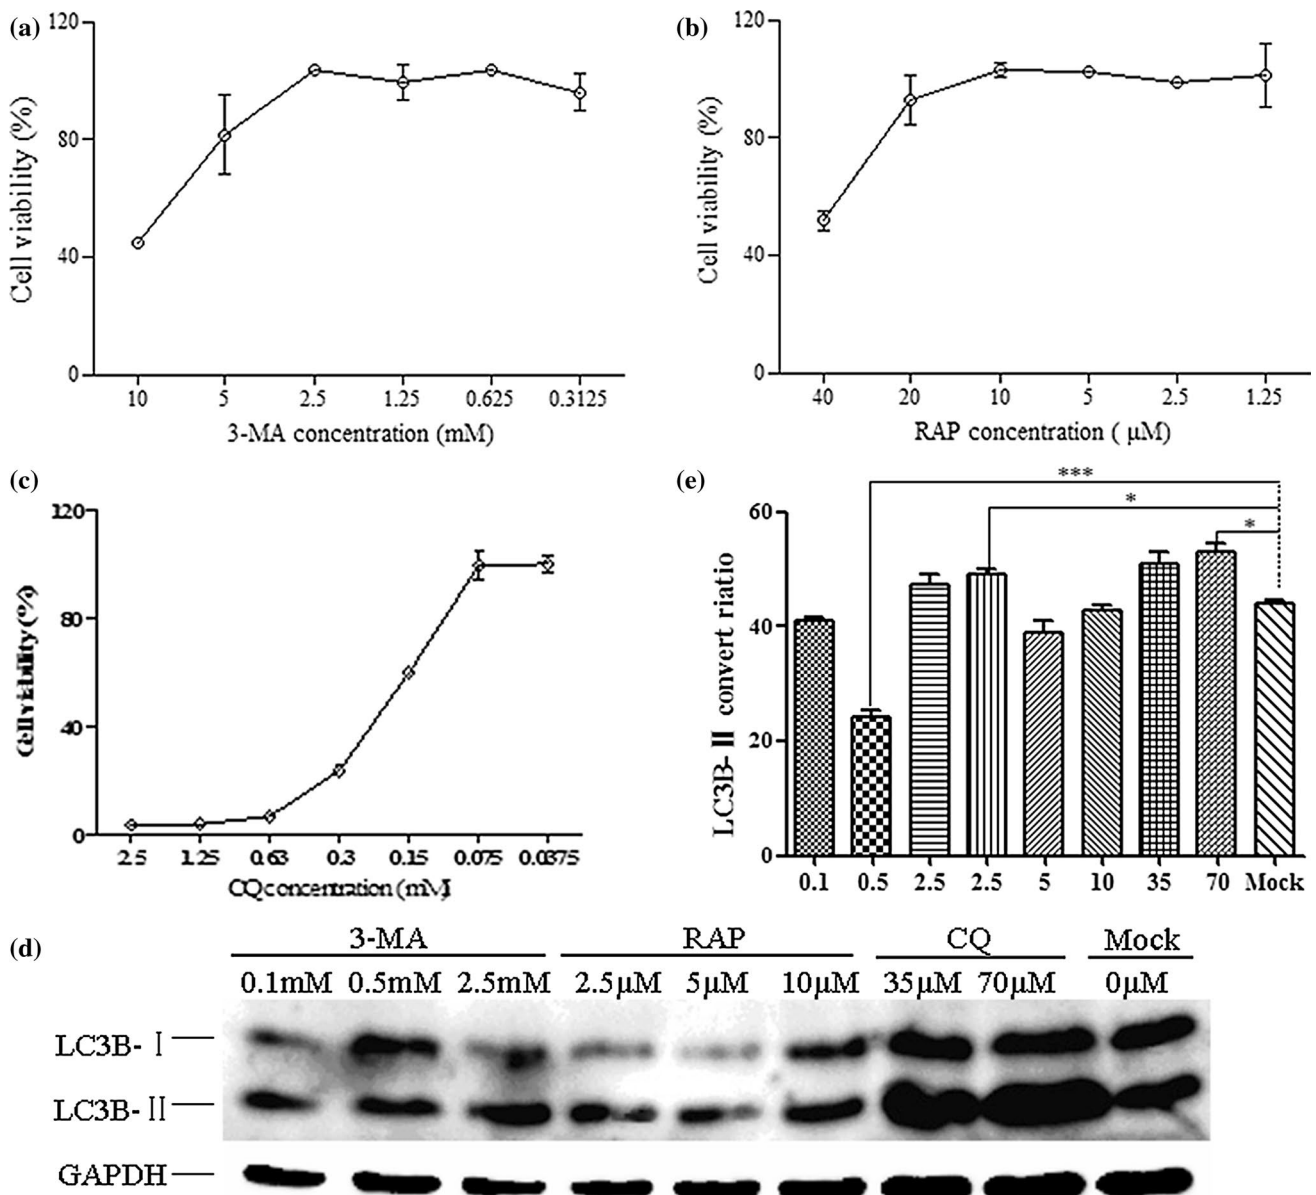 (a)
120
80
40
0
Cell viability (%)
10 5 2.5 1.25 0.625 0.3125
3-MA concentration (mM)
(b)
120
80
40
0
Cell viability (%)
40 20 10 5 2.5 1.25
RAP concentration ( μM)
(c)
120
80
40
0
Cell viability (%)
2.5 1.25 0.63 0.3 0.15 0.075 0.0375
CQ concentration (mM)
(e)
***
*
*
60
40
20
0
LC3B-II convert riatio
0.1 0.5 2.5 2.5 5 10 35 70 Mock
(d)
3-MA RAP CQ Mock
0.1mM 0.5mM 2.5mM 2.5μM 5μM 10μM 35μM 70μM 0μM
LC3B- I
LC3B-II
GAPDH